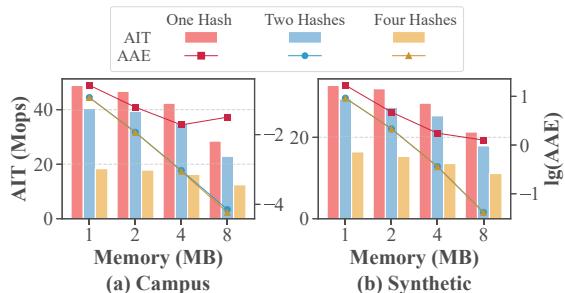 One Hash Two Hashes Four Hashes
AIT
AAE
AIT (Mops)
40
20
0
−2
−4
1 2 4 8
Memory (MB)
(a) Campus
20
0
1
0
−1
lg(AAE)
1 2 4 8
Memory (MB)
(b) Synthetic